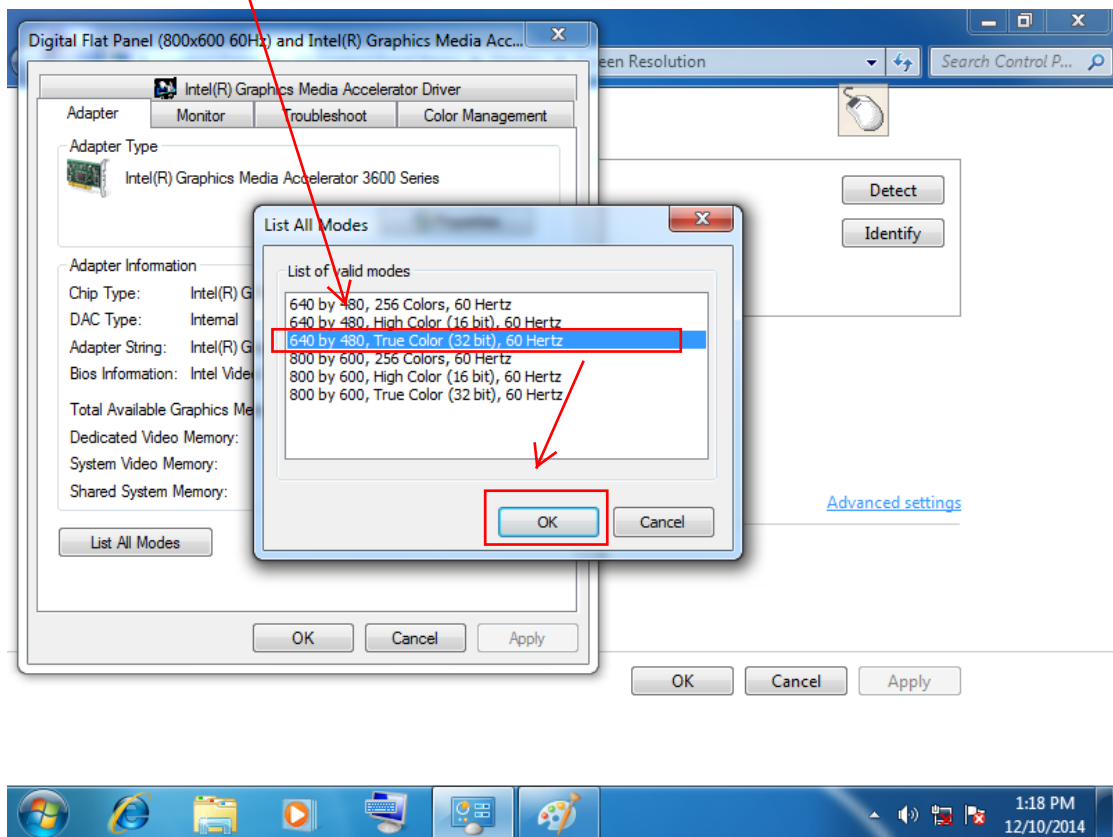 Digital Flat Panel (800x600 60Hz) and Intel(R) Graphics Media Acc...
een Resolution
Search Control P...
Intel(R) Graphics Media Accelerator Driver
Adapter
Monitor
Troubleshoot
Color Management
Adapter Type
Intel(R) Graphics Media Accelerator 3600 Series
Detect
Identify
List All Modes
List of valid modes
640 by 480, 256 Colors, 60 Hertz
640 by 480, High Color (16 bit), 60 Hertz
640 by 480, True Color (32 bit), 60 Hertz
800 by 600, 256 Colors, 60 Hertz
800 by 600, High Color (16 bit), 60 Hertz
800 by 600, True Color (32 bit), 60 Hertz
OK
Cancel
Adapter Information
Chip Type: Intel(R) G
DAC Type: Internal
Adapter String: Intel(R) G
Bios Information: Intel Vide
Total Available Graphics Me
Dedicated Video Memory:
System Video Memory:
Shared System Memory:
List All Modes
Advanced settings
OK
Cancel
Apply
OK
Cancel
Apply
1:18 PM
12/10/2014